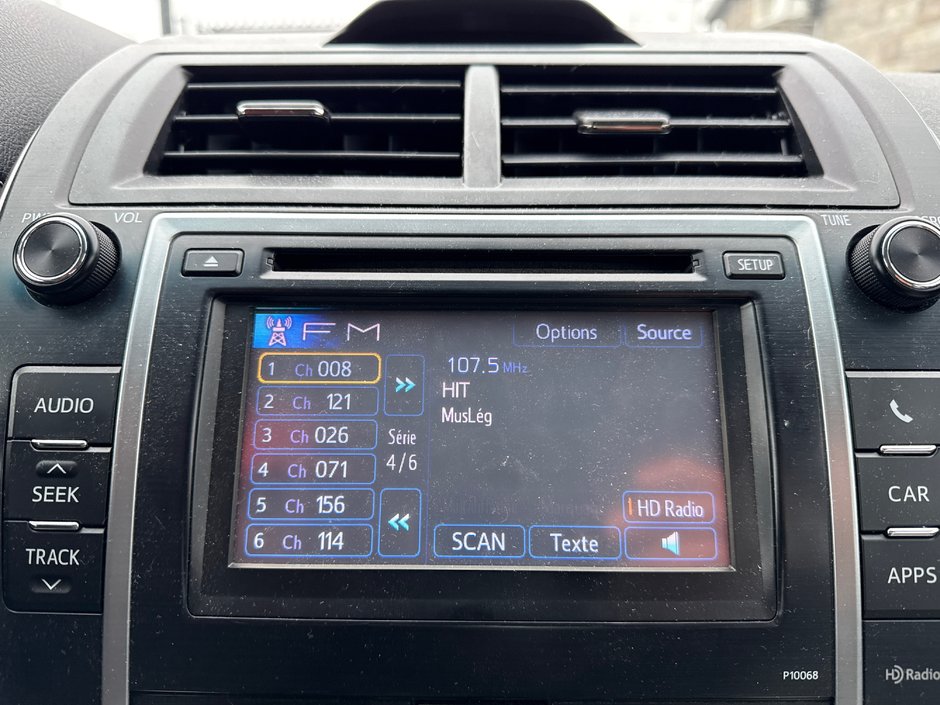 PWR VOL
TUNE
SETUP
FM Options Source
1 Ch 008
2 Ch 121
3 Ch 026
4 Ch 071
5 Ch 156
6 Ch 114
Série
4/6
107.5 MHz
HIT
MusLég
HD Radio
SCAN Texte
AUDIO
SEEK
TRACK
CAR
APPS
P10068
HD Radio